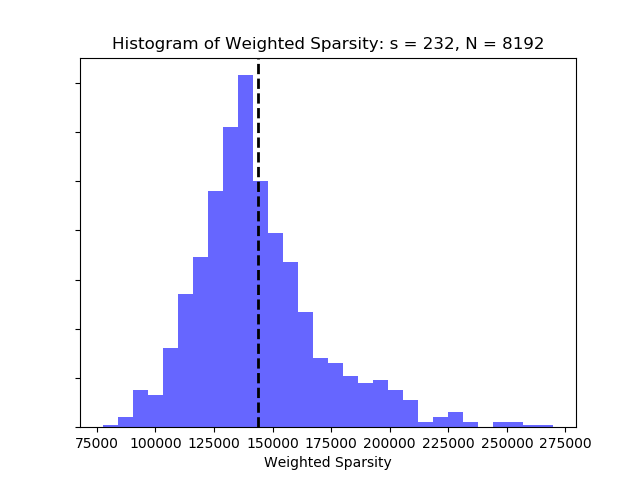 Histogram of Weighted Sparsity: s = 232, N = 8192
75000 100000 125000 150000 175000 200000 225000 250000 275000
Weighted Sparsity